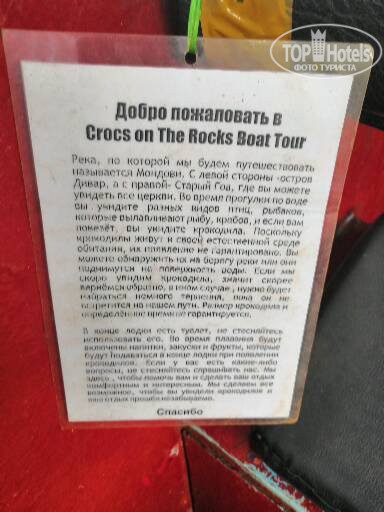 TOPHotels
ФОТО ТУРИСТА
Добро пожаловать в
Crocs on The Rocks Boat Tour
Река, по которой мы будем путешествовать
называется Мондови. С левой стороны -остров
Дивар, а с правой- Старый Гоа, где вы можете
увидеть все церкви. Во время прогулки по воде
вы увидите разных видов птиц, рыбаков,
которые вылавливают рыбу, крабов, и если вам
повезёт, вы увидите крокодила. Поскольку
крокодилы живут в своей естественной среде
обитания, их появление не гарантировано. Вы
можете обнаружить их на берегу реки или они
поднимутся на поверхность воды. Если мы
скоро увидим крокодила, значит скорее
вернёмся обратно, в ином случае , нужно будет
набраться немного терпения, пока он не
встретится на нашем пути. Размер крокодила и
определённое время не гарантируется.
В конце лодки есть туалет, не стесняйтесь
использовать его. Во время плавания будут
включены напитки, закуски и фрукты, которые
будут подаваться в конце лодки при появлении
крокодилов. Если у вас есть какие-либо
вопросы, не стесняйтесь спрашивать нас. Мы
здесь , чтобы помочь вам и сделать ваш отдых
комфортным и интересным. Мы сделаем все
возможное, чтобы вы увидели крокодилов и
ваш отдых прошёл незабываемо.
Спасибо